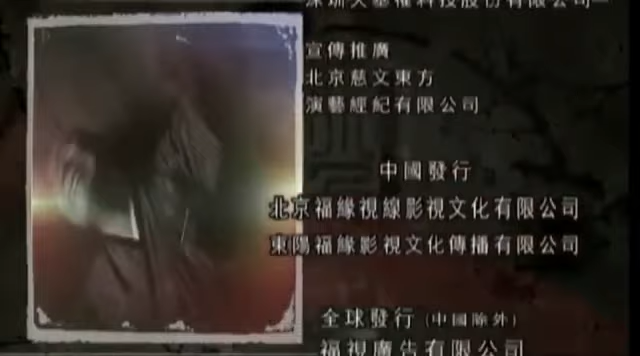 宣傳推廣
北京慈文東方
演藝經紀有限公司
中國發行
北京福緣視線影視文化有限公司
東陽福緣影視文化傳播有限公司
全球發行(中國除外)
福視廣告有限公司